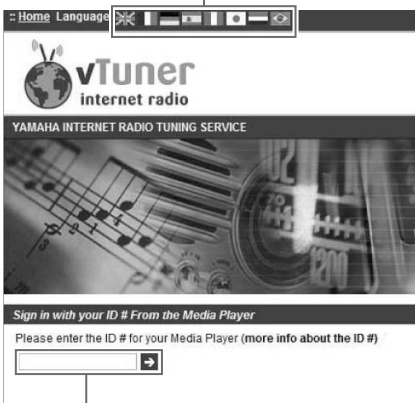 :: Home Language
vTuner
internet radio
YAMAHA INTERNET RADIO TUNING SERVICE
Sign in with your ID # From the Media Player
Please enter the ID # for your Media Player (more info about the ID #)